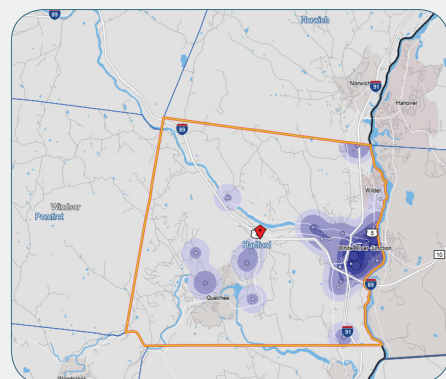 89
Norwich
Norwich
91
Hanover
89
Wilder
Windsor
Pomfret
5
Hartford
White River Junction
10
Quechee
89
91